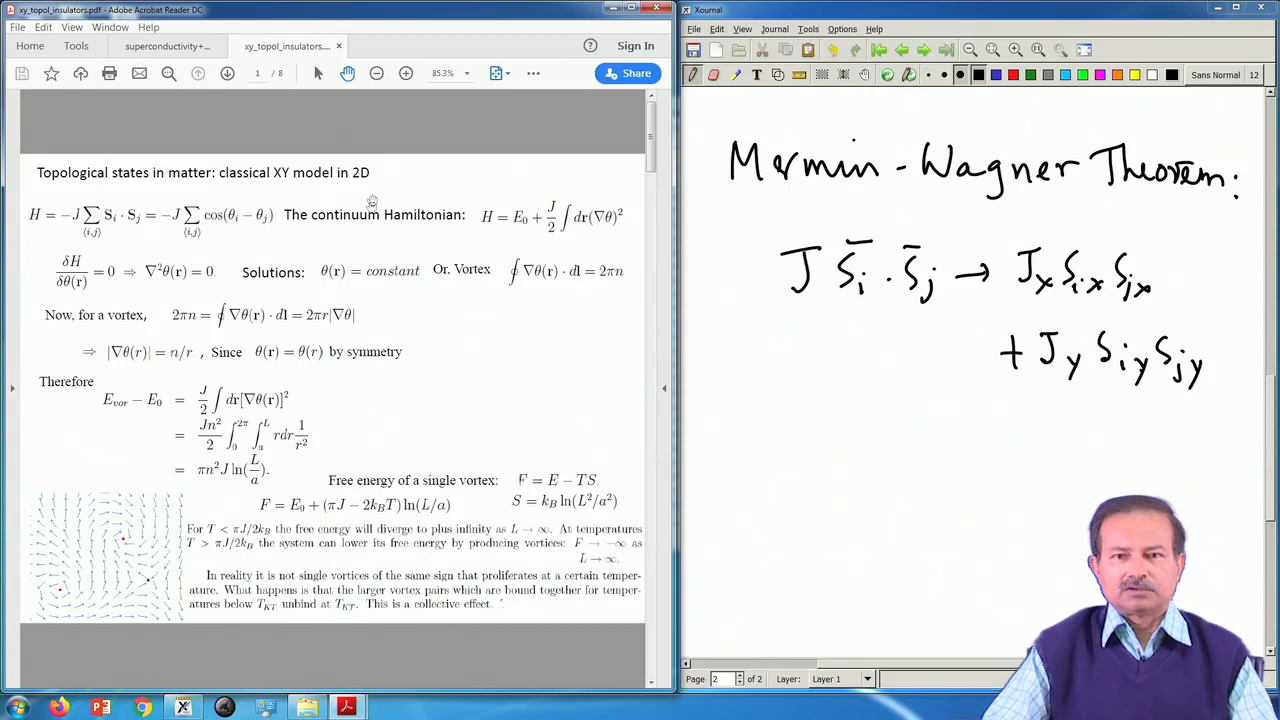 xy_topol_insulators.pdf - Adobe Acrobat Reader DC
File Edit View Window Help
Home Tools superconductivity+... xy_topol_insulators.... × Sign In
1 / 8 85.3% Share
Topological states in matter: classical XY model in 2D
H = −J ∑⟨i,j⟩ S_i · S_j = −J ∑⟨i,j⟩ cos(θ_i − θ_j) The continuum Hamiltonian: H = E_0 + J/2 ∫ dr(∇θ)²
δH/δθ(r) = 0 ⇒ ∇²θ(r) = 0. Solutions: θ(r) = constant Or, Vortex ∮ ∇θ(r) · dl = 2πn
Now, for a vortex, 2πn = ∮ ∇θ(r) · dl = 2πr|∇θ|
⇒ |∇θ(r)| = n/r , Since θ(r) = θ(r) by symmetry
Therefore
E_vor − E_0 = J/2 ∫ dr[∇θ(r)]²
= Jn²/2 ∫_0^{2π} ∫_a^L rdr 1/r²
= πn²J ln(L/a).
Free energy of a single vortex: F = E − TS.
F = E_0 + (πJ − 2k_BT) ln(L/a) S = k_B ln(L²/a²)
For T < πJ/2k_B the free energy will diverge to plus infinity as L → ∞. At temperatures
T > πJ/2k_B the system can lower its free energy by producing vortices: F → −∞ as
L → ∞.
In reality it is not single vortices of the same sign that proliferates at a certain temper-
ature. What happens is that the larger vortex pairs which are bound together for temper-
atures below T_KT unbind at T_KT. This is a collective effect.
Xournal
File Edit View Journal Tools Options Help
Sans Normal 12
Mermin - Wagner Theorem:
J S̄_i · S̄_j → J_x S_ix S_jx
+ J_y S_iy S_jy
Page 2 of 2 Layer: Layer 1